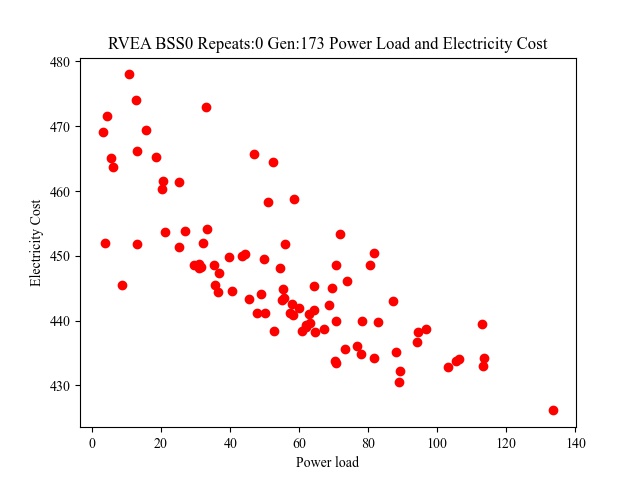 RVEA BSS0 Repeats:0 Gen:173 Power Load and Electricity Cost
480
470
460
450
440
430
Electricity Cost
0 20 40 60 80 100 120 140
Power load